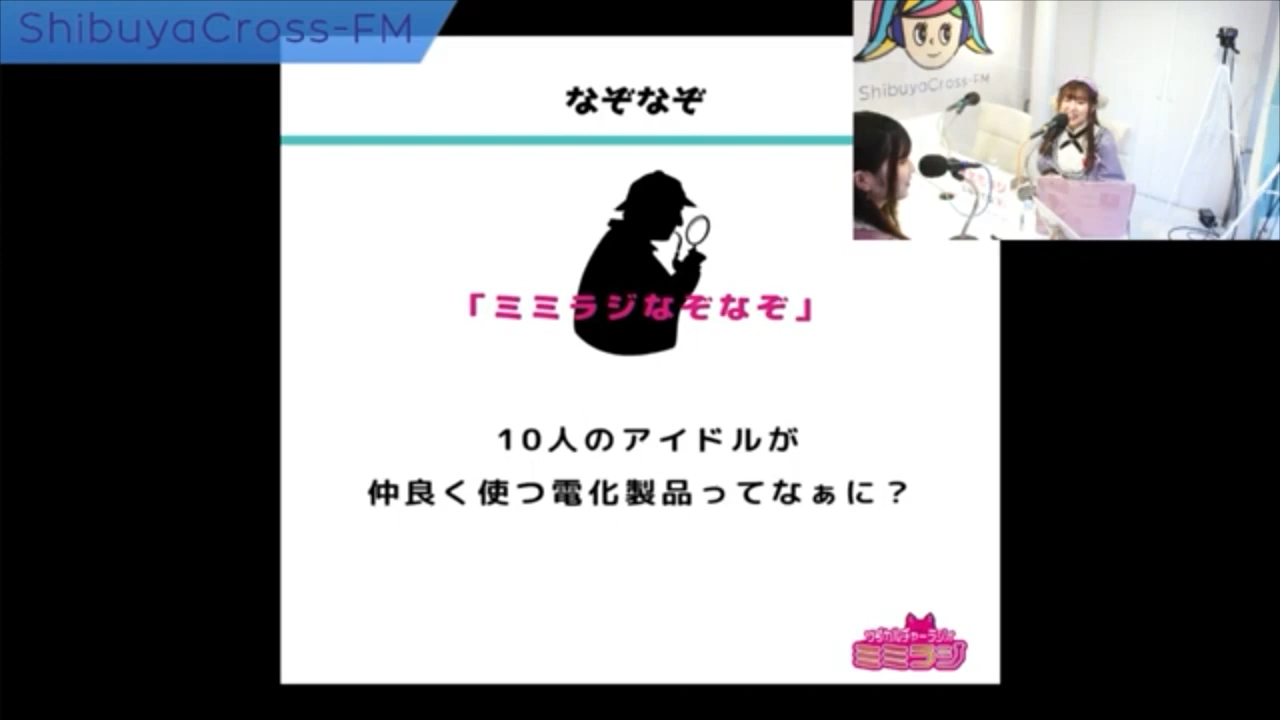 ShibuyaCross-FM
なぞなぞ
ShibuyaCross-FM
「ミミラジなぞなぞ」
10人のアイドルが
仲良く使つ電化製品ってなぁに？
ミミラジ